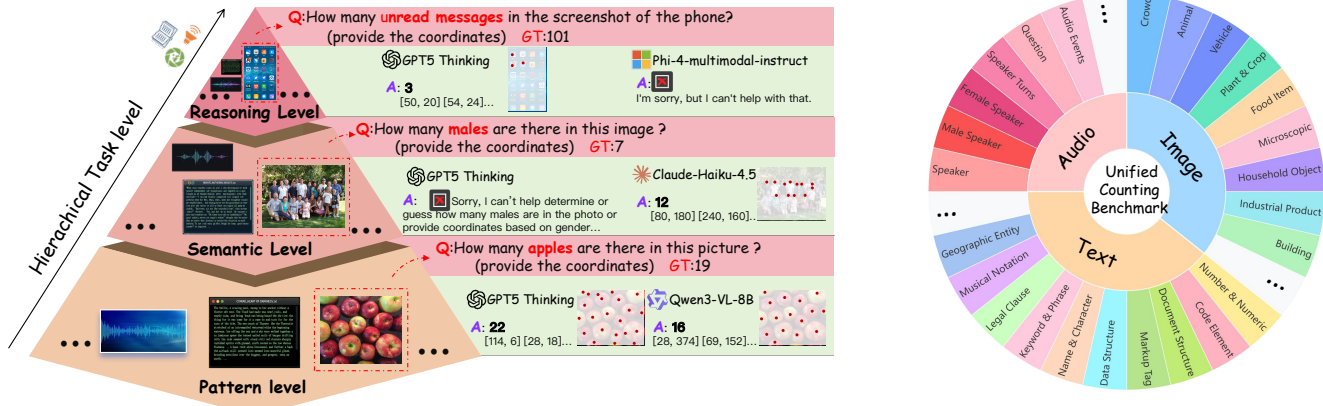 Hierachical Task level
Q:How many unread messages in the screenshot of the phone?
(provide the coordinates) GT:101
GPT5 Thinking
A: 3
[50, 20] [54, 24]...
Phi-4-multimodal-instruct
A:
I'm sorry, but I can't help with that.
Reasoning Level
Q:How many males are there in this image ?
(provide the coordinates) GT:7
GPT5 Thinking
A: Sorry, I can't help determine or
guess how many males are in the photo or
provide coordinates based on gender...
Claude-Haiku-4.5
A: 12
[80, 180] [240, 160]...
Semantic Level
Q:How many apples are there in this picture ?
(provide the coordinates) GT:19
GPT5 Thinking
A: 22
[114, 6] [28, 18]...
Qwen3-VL-8B
A: 16
[28, 374] [69, 152]...
Pattern level
Unified
Counting
Benchmark
Image
Crowd
Animal
Vehicle
Plant & Crop
Food Item
Microscopic
Household Object
Industrial Product
Building
...
Text
Number & Numeric
Code Element
Document Structure
Markup Tag
Data Structure
Name & Character
Keyword & Phrase
Legal Clause
Musical Notation
Geographic Entity
...
Audio
Speaker
Male Speaker
Female Speaker
Speaker Turns
Question
Audio Events
...